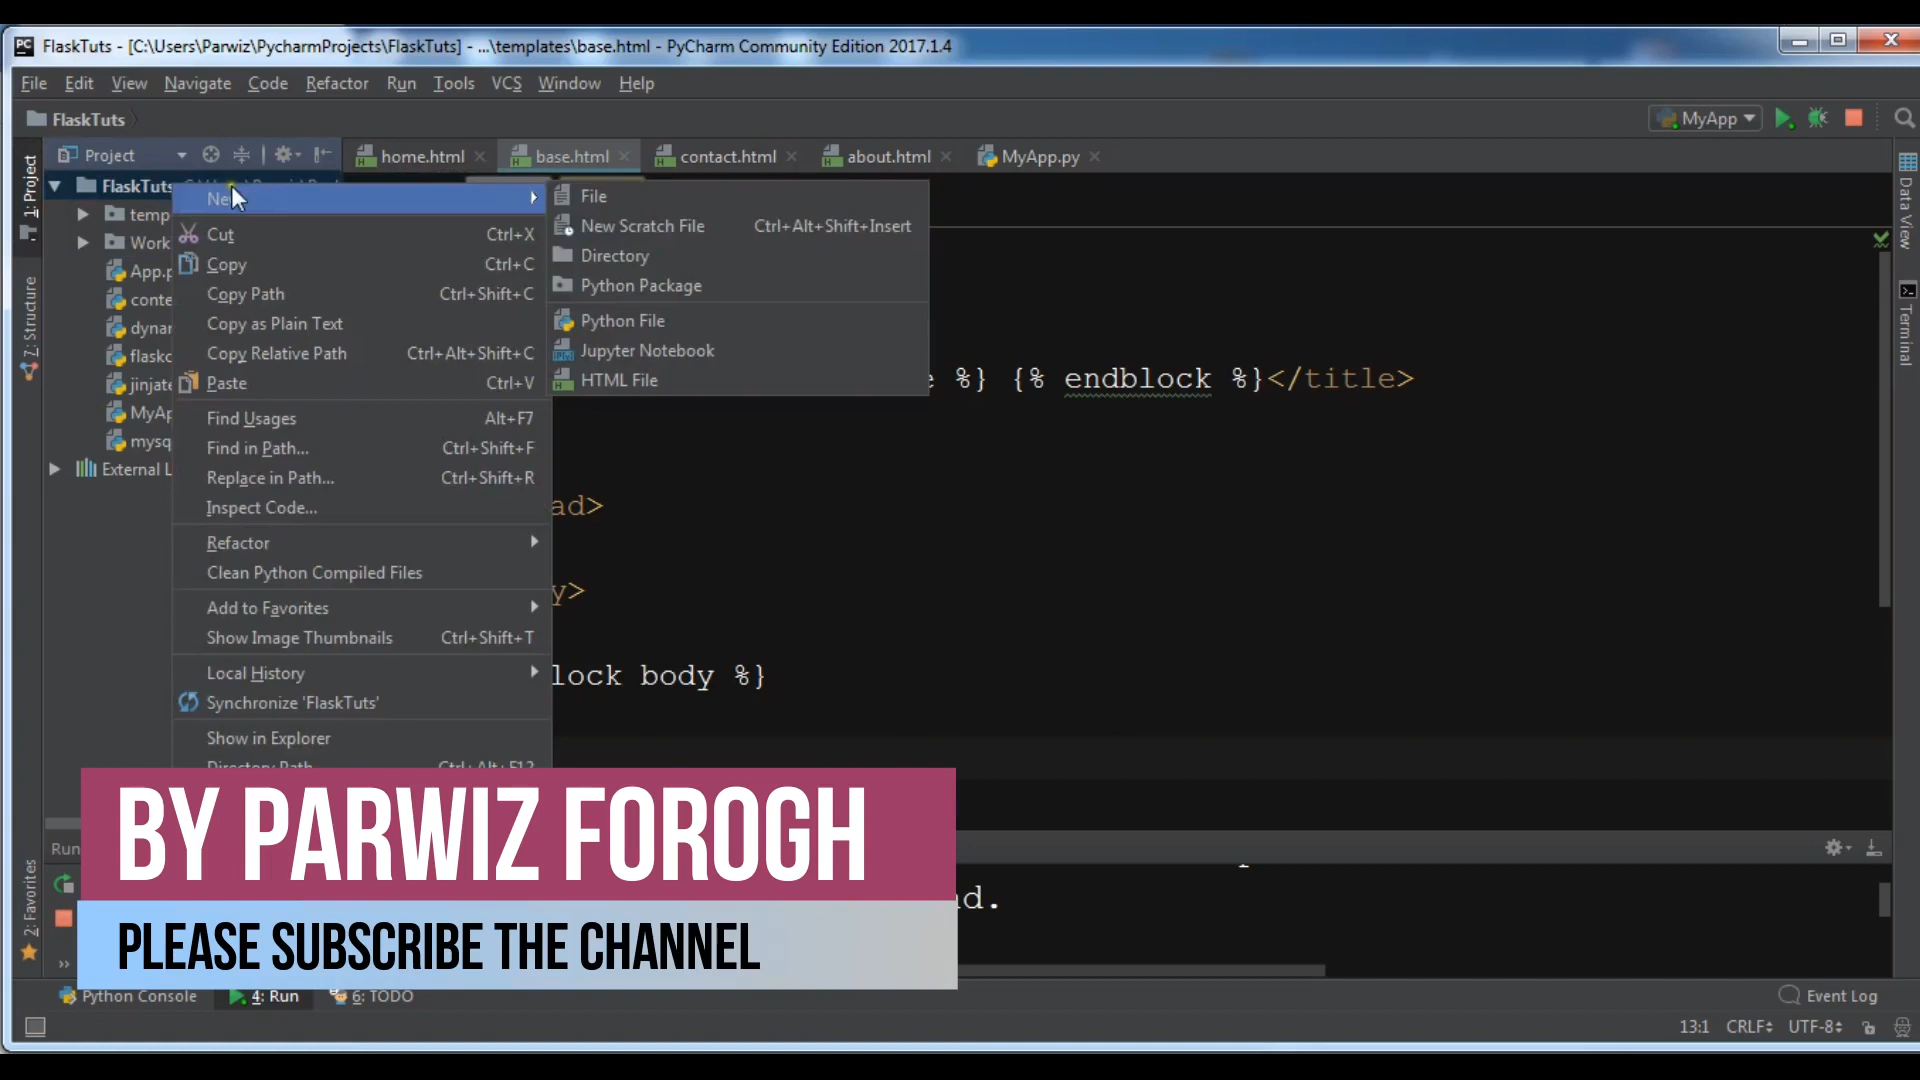 FlaskTuts - [C:\Users\Parwiz\PycharmProjects\FlaskTuts] - ...\templates\base.html - PyCharm Community Edition 2017.1.4
File Edit View Navigate Code Refactor Run Tools VCS Window Help
FlaskTuts MyApp
Project home.html base.html contact.html about.html MyApp.py
1: Project
7: Structure
2: Favorites
Data View
Terminal
FlaskTuts
temp
Work
App.p
conte
dynar
flaskc
jinjate
MyAp
mysq
External L
New
Cut Ctrl+X
Copy Ctrl+C
Copy Path Ctrl+Shift+C
Copy as Plain Text
Copy Relative Path Ctrl+Alt+Shift+C
Paste Ctrl+V
Find Usages Alt+F7
Find in Path... Ctrl+Shift+F
Replace in Path... Ctrl+Shift+R
Inspect Code...
Refactor
Clean Python Compiled Files
Add to Favorites
Show Image Thumbnails Ctrl+Shift+T
Local History
Synchronize 'FlaskTuts'
Show in Explorer
Directory Path Ctrl+Alt+F12
File
New Scratch File Ctrl+Alt+Shift+Insert
Directory
Python Package
Python File
Jupyter Notebook
HTML File
e %} {% endblock %}</title>
ad>
y>
lock body %}
Run
nd.
BY PARWIZ FOROGH
PLEASE SUBSCRIBE THE CHANNEL
Python Console 4: Run 6: TODO Event Log
13:1 CRLF UTF-8